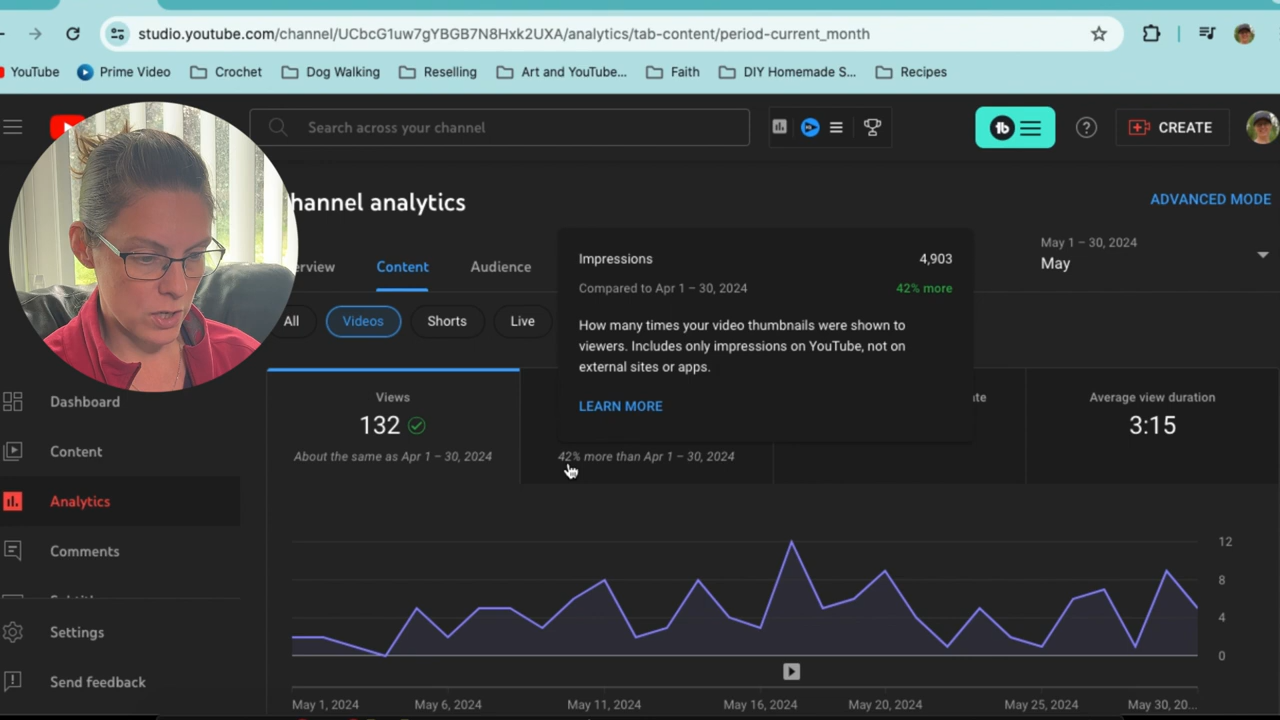 studio.youtube.com/channel/UCbcG1uw7gYBGB7N8Hxk2UXA/analytics/tab-content/period-current_month
YouTube Prime Video Crochet Dog Walking Reselling Art and YouTube... Faith DIY Homemade S... Recipes
Search across your channel
tb
CREATE
hannel analytics
ADVANCED MODE
erview Content Audience
May 1 – 30, 2024
May
All Videos Shorts Live
Impressions 4,903
Compared to Apr 1 – 30, 2024 42% more
How many times your video thumbnails were shown to
viewers. Includes only impressions on YouTube, not on
external sites or apps.
LEARN MORE
Views
132
About the same as Apr 1 – 30, 2024
42% more than Apr 1 – 30, 2024
te
Average view duration
3:15
Dashboard
Content
Analytics
Comments
Settings
Send feedback
12
8
4
0
May 1, 2024 May 6, 2024 May 11, 2024 May 16, 2024 May 20, 2024 May 25, 2024 May 30, 20...